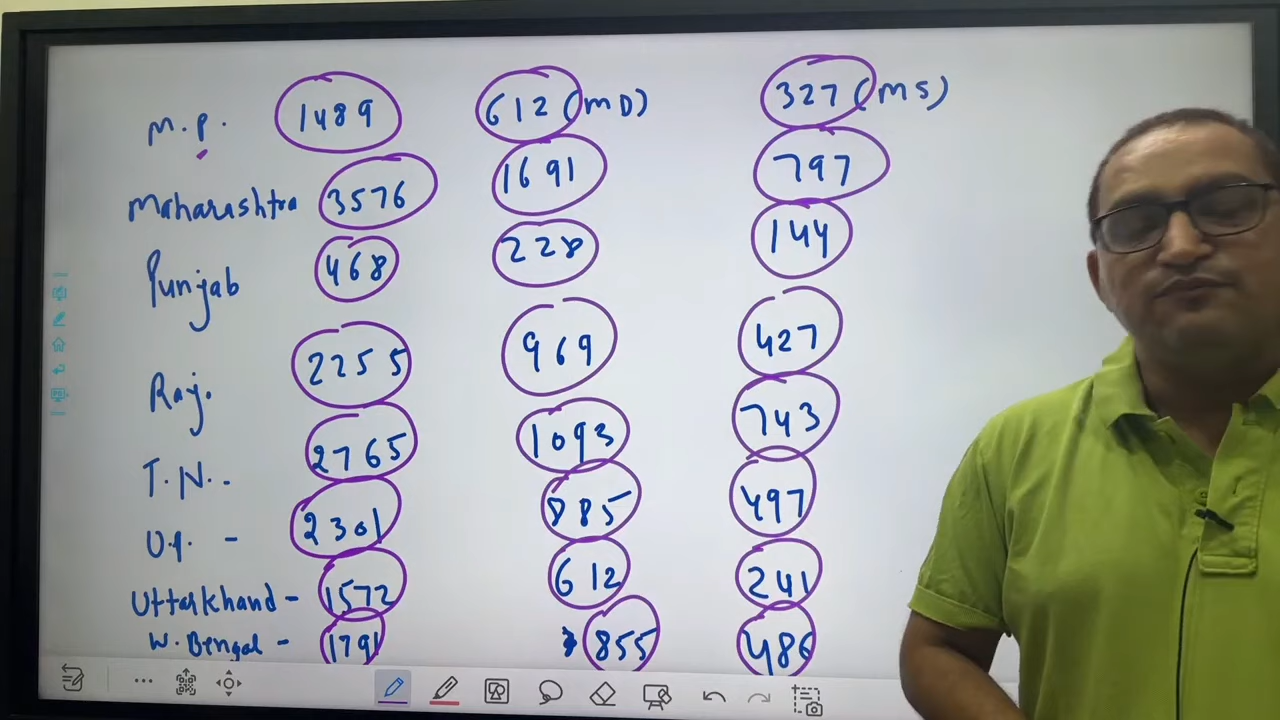 M.P. 1489 612 (MD) 327 (MS)
Maharashtra 3576 1691 797
Punjab 468 228 144
Raj. 2255 969 427
T.N. - 2765 1093 743
U.P. - 2301 885 497
Uttarkhand - 1572 612 241
W. Bengal - 1791 855 486